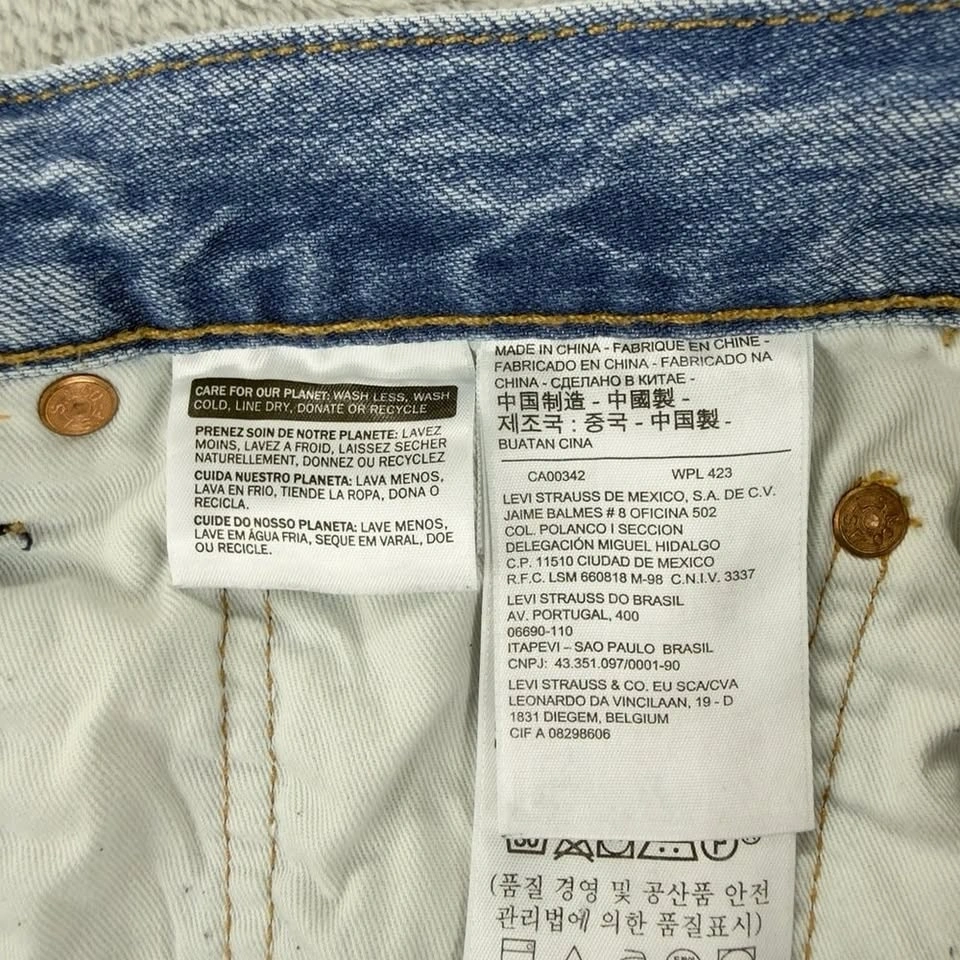 CARE FOR OUR PLANET: WASH LESS, WASH
COLD, LINE DRY, DONATE OR RECYCLE
PRENEZ SOIN DE NOTRE PLANETE: LAVEZ
MOINS, LAVEZ A FROID, LAISSEZ SECHER
NATURELLEMENT, DONNEZ OU RECYCLEZ
CUIDA NUESTRO PLANETA: LAVA MENOS,
LAVA EN FRIO, TIENDE LA ROPA, DONA O
RECICLA.
CUIDE DO NOSSO PLANETA: LAVE MENOS,
LAVE EM ÁGUA FRIA, SEQUE EM VARAL, DOE
OU RECICLE.
MADE IN CHINA - FABRIQUE EN CHINE -
FABRICADO EN CHINA - FABRICADO NA
CHINA - СДЕЛАНО В КИТАЕ -
中国制造 - 中國製 -
제조국 : 중국 - 中国製 -
BUATAN CINA
CA00342 WPL 423
LEVI STRAUSS DE MEXICO, S.A. DE C.V.
JAIME BALMES # 8 OFICINA 502
COL. POLANCO I SECCION
DELEGACIÓN MIGUEL HIDALGO
C.P. 11510 CIUDAD DE MEXICO
R.F.C. LSM 660818 M-98 C.N.I.V. 3337
LEVI STRAUSS DO BRASIL
AV. PORTUGAL, 400
06690-110
ITAPEVI – SAO PAULO BRASIL
CNPJ: 43.351.097/0001-90
LEVI STRAUSS & CO. EU SCA/CVA
LEONARDO DA VINCILAAN, 19 - D
1831 DIEGEM, BELGIUM
CIF A 08298606
(품질 경영 및 공산품 안전
관리법에 의한 품질표시)